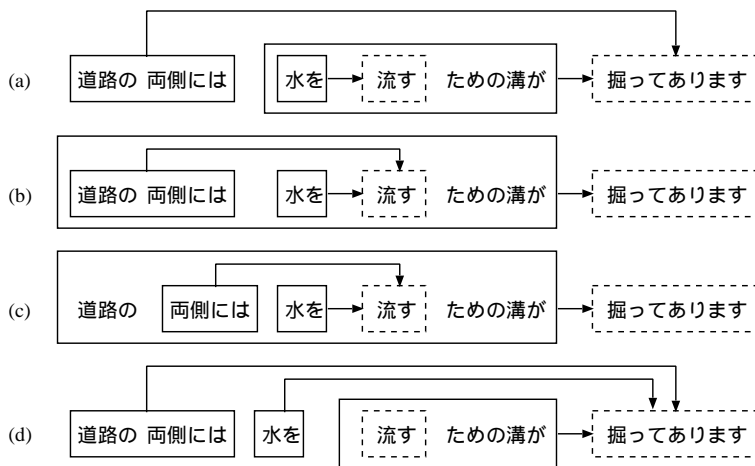 (a) 道路の 両側には 水を 流す ための溝が 掘ってあります
(b) 道路の 両側には 水を 流す ための溝が 掘ってあります
(c) 道路の 両側には 水を 流す ための溝が 掘ってあります
(d) 道路の 両側には 水を 流す ための溝が 掘ってあります